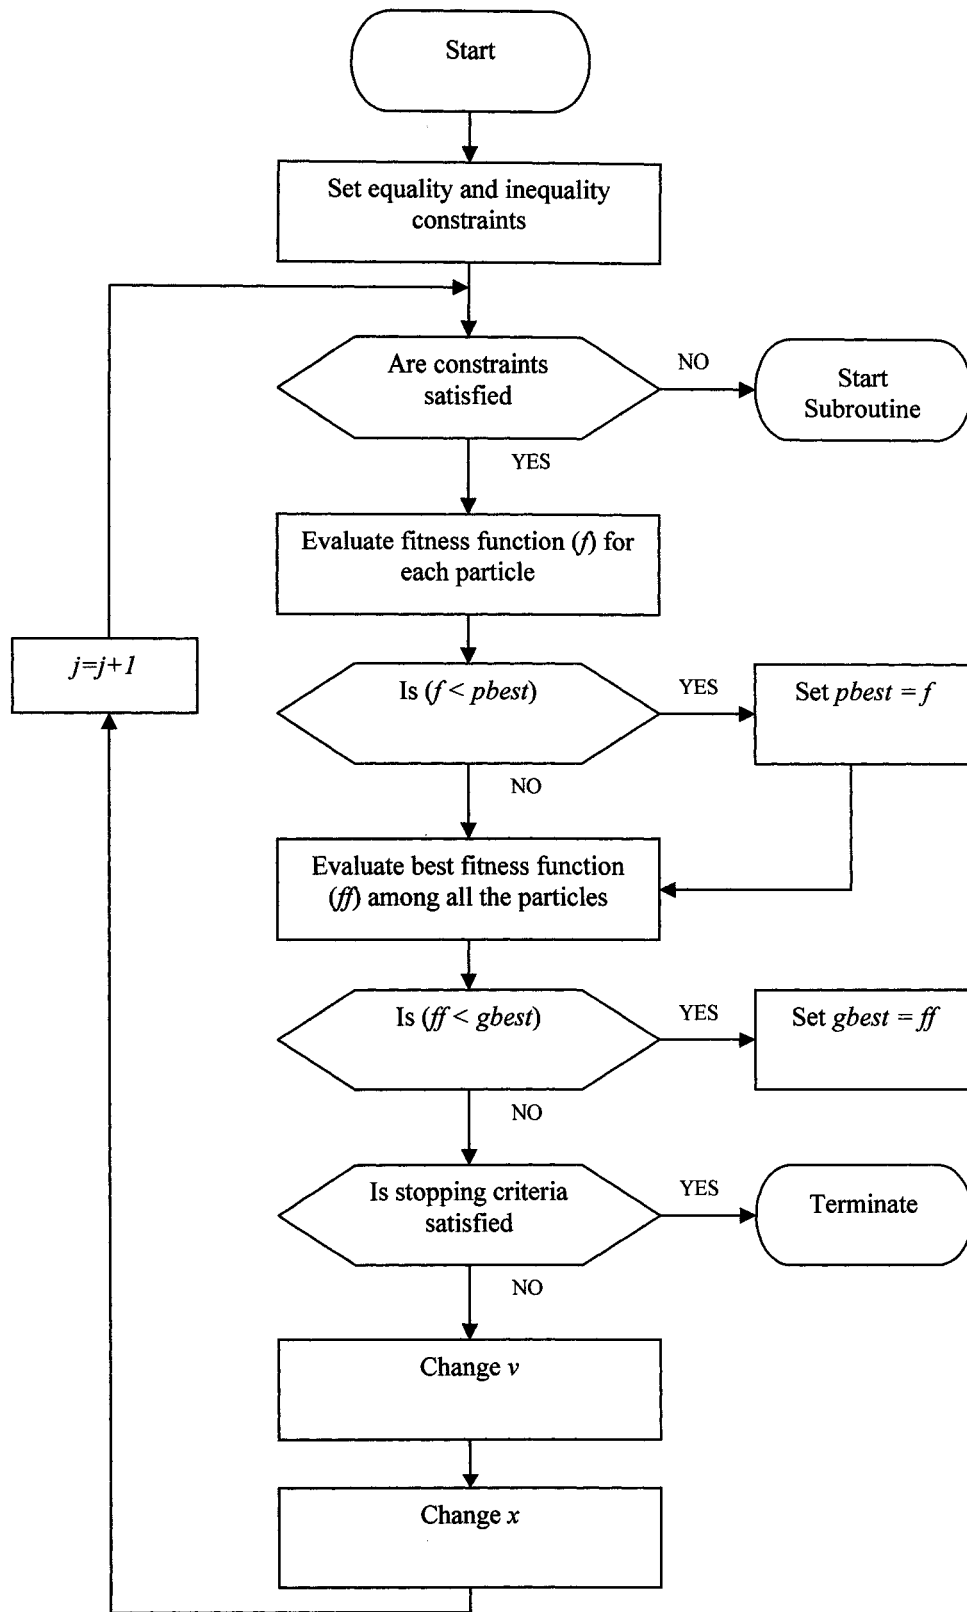 Start
Set equality and inequality
constraints
Are constraints
satisfied
NO
Start
Subroutine
YES
Evaluate fitness function (f) for
each particle
j=j+1
Is (f < pbest)
YES
Set pbest = f
NO
Evaluate best fitness function
(ff) among all the particles
Is (ff < gbest)
YES
Set gbest = ff
NO
Is stopping criteria
satisfied
YES
Terminate
NO
Change v
Change x